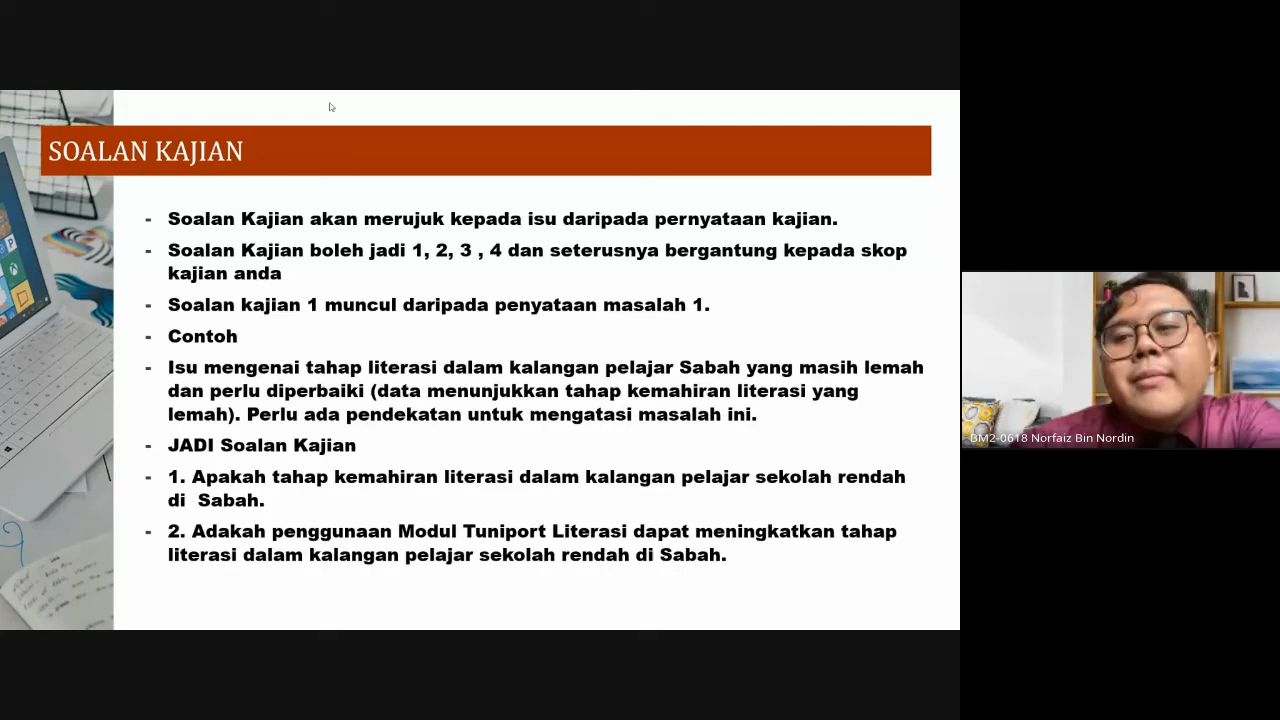 SOALAN KAJIAN
- Soalan Kajian akan merujuk kepada isu daripada pernyataan kajian.
- Soalan Kajian boleh jadi 1, 2, 3 , 4 dan seterusnya bergantung kepada skop
kajian anda
- Soalan kajian 1 muncul daripada penyataan masalah 1.
- Contoh
- Isu mengenai tahap literasi dalam kalangan pelajar Sabah yang masih lemah
dan perlu diperbaiki (data menunjukkan tahap kemahiran literasi yang
lemah). Perlu ada pendekatan untuk mengatasi masalah ini.
- JADI Soalan Kajian
- 1. Apakah tahap kemahiran literasi dalam kalangan pelajar sekolah rendah
di  Sabah.
- 2. Adakah penggunaan Modul Tuniport Literasi dapat meningkatkan tahap
literasi dalam kalangan pelajar sekolah rendah di Sabah.
BM2-0618 Norfaiz Bin Nordin